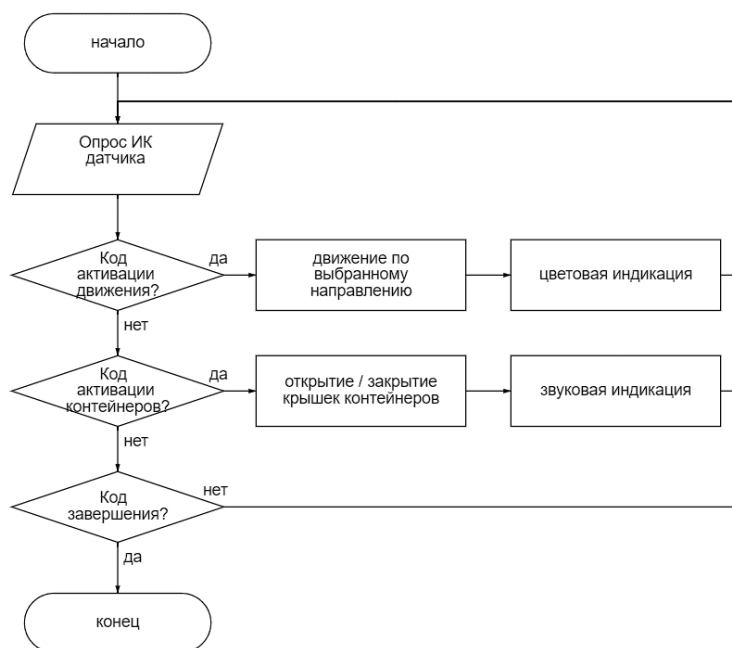 начало
Опрос ИК
датчика
Код
активации
движения?
да
движение по
выбранному
направлению
цветовая индикация
нет
Код
активации
контейнеров?
да
открытие / закрытие
крышек контейнеров
звуковая индикация
нет
Код
завершения?
нет
да
конец